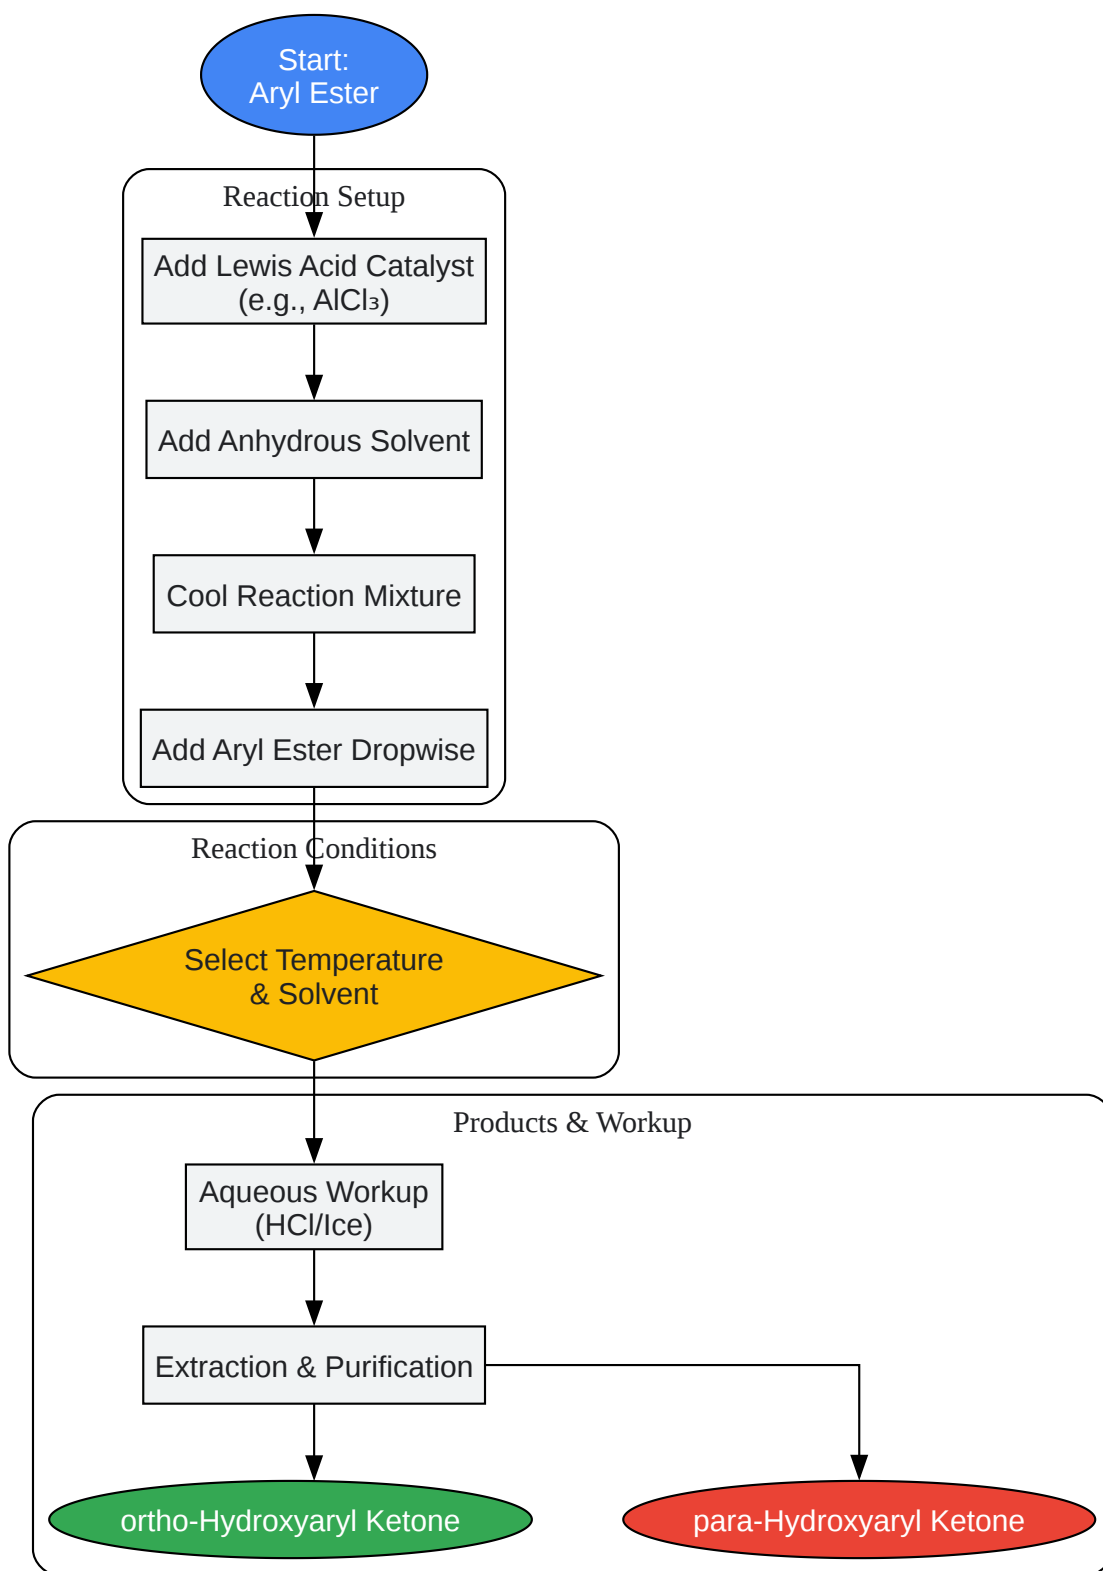 Start:
Aryl Ester
Reaction Setup
Add Lewis Acid Catalyst
(e.g., AlCl₃)
Add Anhydrous Solvent
Cool Reaction Mixture
Add Aryl Ester Dropwise
Reaction Conditions
Select Temperature
& Solvent
Products & Workup
Aqueous Workup
(HCl/Ice)
Extraction & Purification
ortho-Hydroxyaryl Ketone
para-Hydroxyaryl Ketone